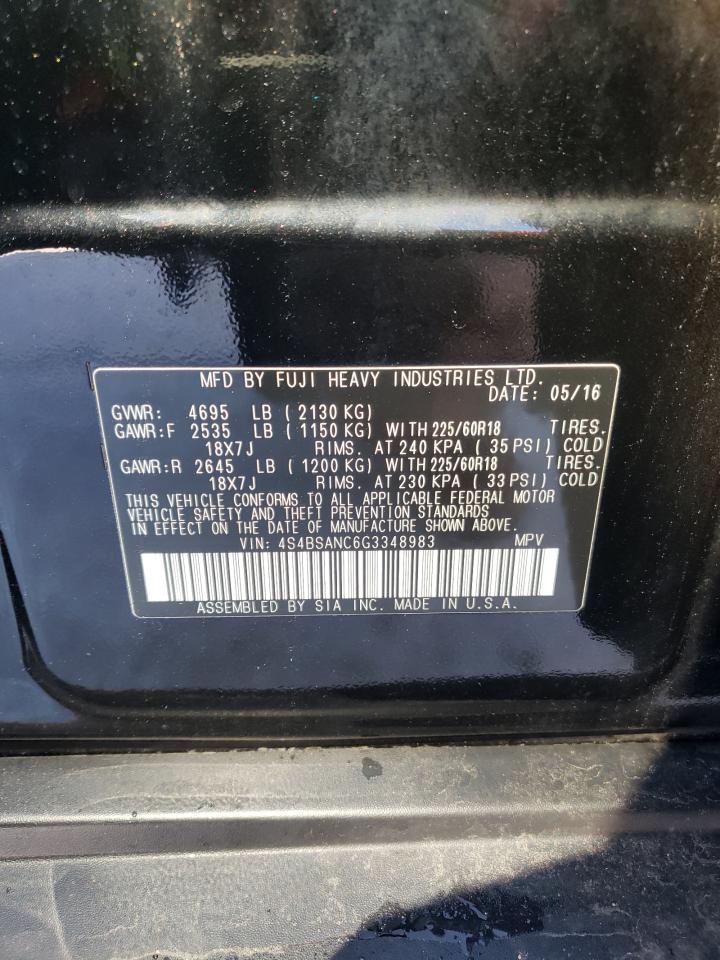 MFD BY FUJI HEAVY INDUSTRIES LTD.
DATE: 05/16
GVWR: 4695 LB ( 2130 KG)
GAWR:F 2535 LB ( 1150 KG) WITH 225/60R18 TIRES.
18X7J RIMS. AT 240 KPA ( 35 PSI) COLD
GAWR:R 2645 LB ( 1200 KG) WITH 225/60R18 TIRES.
18X7J RIMS. AT 230 KPA ( 33 PSI) COLD
THIS VEHICLE CONFORMS TO ALL APPLICABLE FEDERAL MOTOR
VEHICLE SAFETY AND THEFT PREVENTION STANDARDS
IN EFFECT ON THE DATE OF MANUFACTURE SHOWN ABOVE.
VIN: 4S4BSANC6G3348983 MPV
ASSEMBLED BY SIA INC. MADE IN U.S.A.